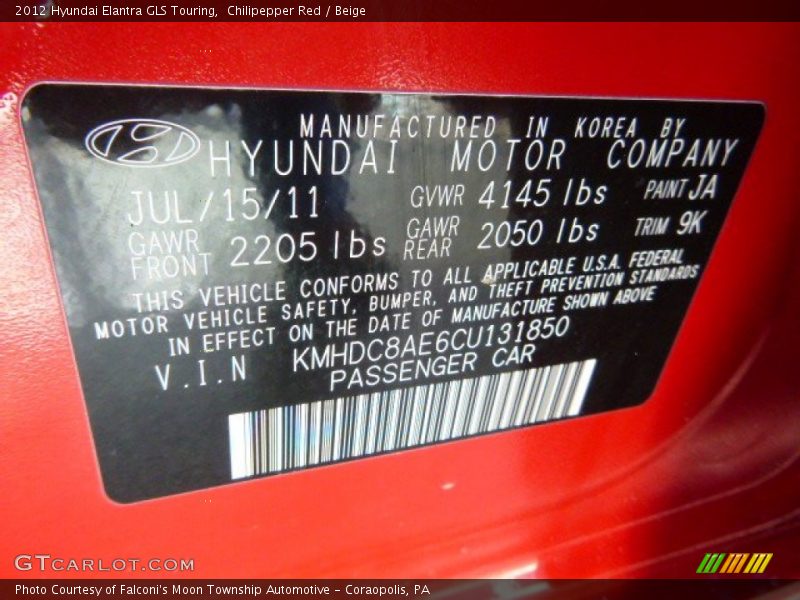 2012 Hyundai Elantra GLS Touring,  Chilipepper Red / Beige
MANUFACTURED IN KOREA BY
HYUNDAI MOTOR COMPANY
JUL/15/11 GVWR 4145 lbs PAINT JA
GAWR FRONT 2205 lbs GAWR REAR 2050 lbs TRIM 9K
THIS VEHICLE CONFORMS TO ALL APPLICABLE U.S.A. FEDERAL
MOTOR VEHICLE SAFETY, BUMPER, AND THEFT PREVENTION STANDARDS
IN EFFECT ON THE DATE OF MANUFACTURE SHOWN ABOVE
V.I.N KMHDC8AE6CU131850
PASSENGER CAR
GTCARLOT.COM
Photo Courtesy of Falconi's Moon Township Automotive – Coraopolis, PA